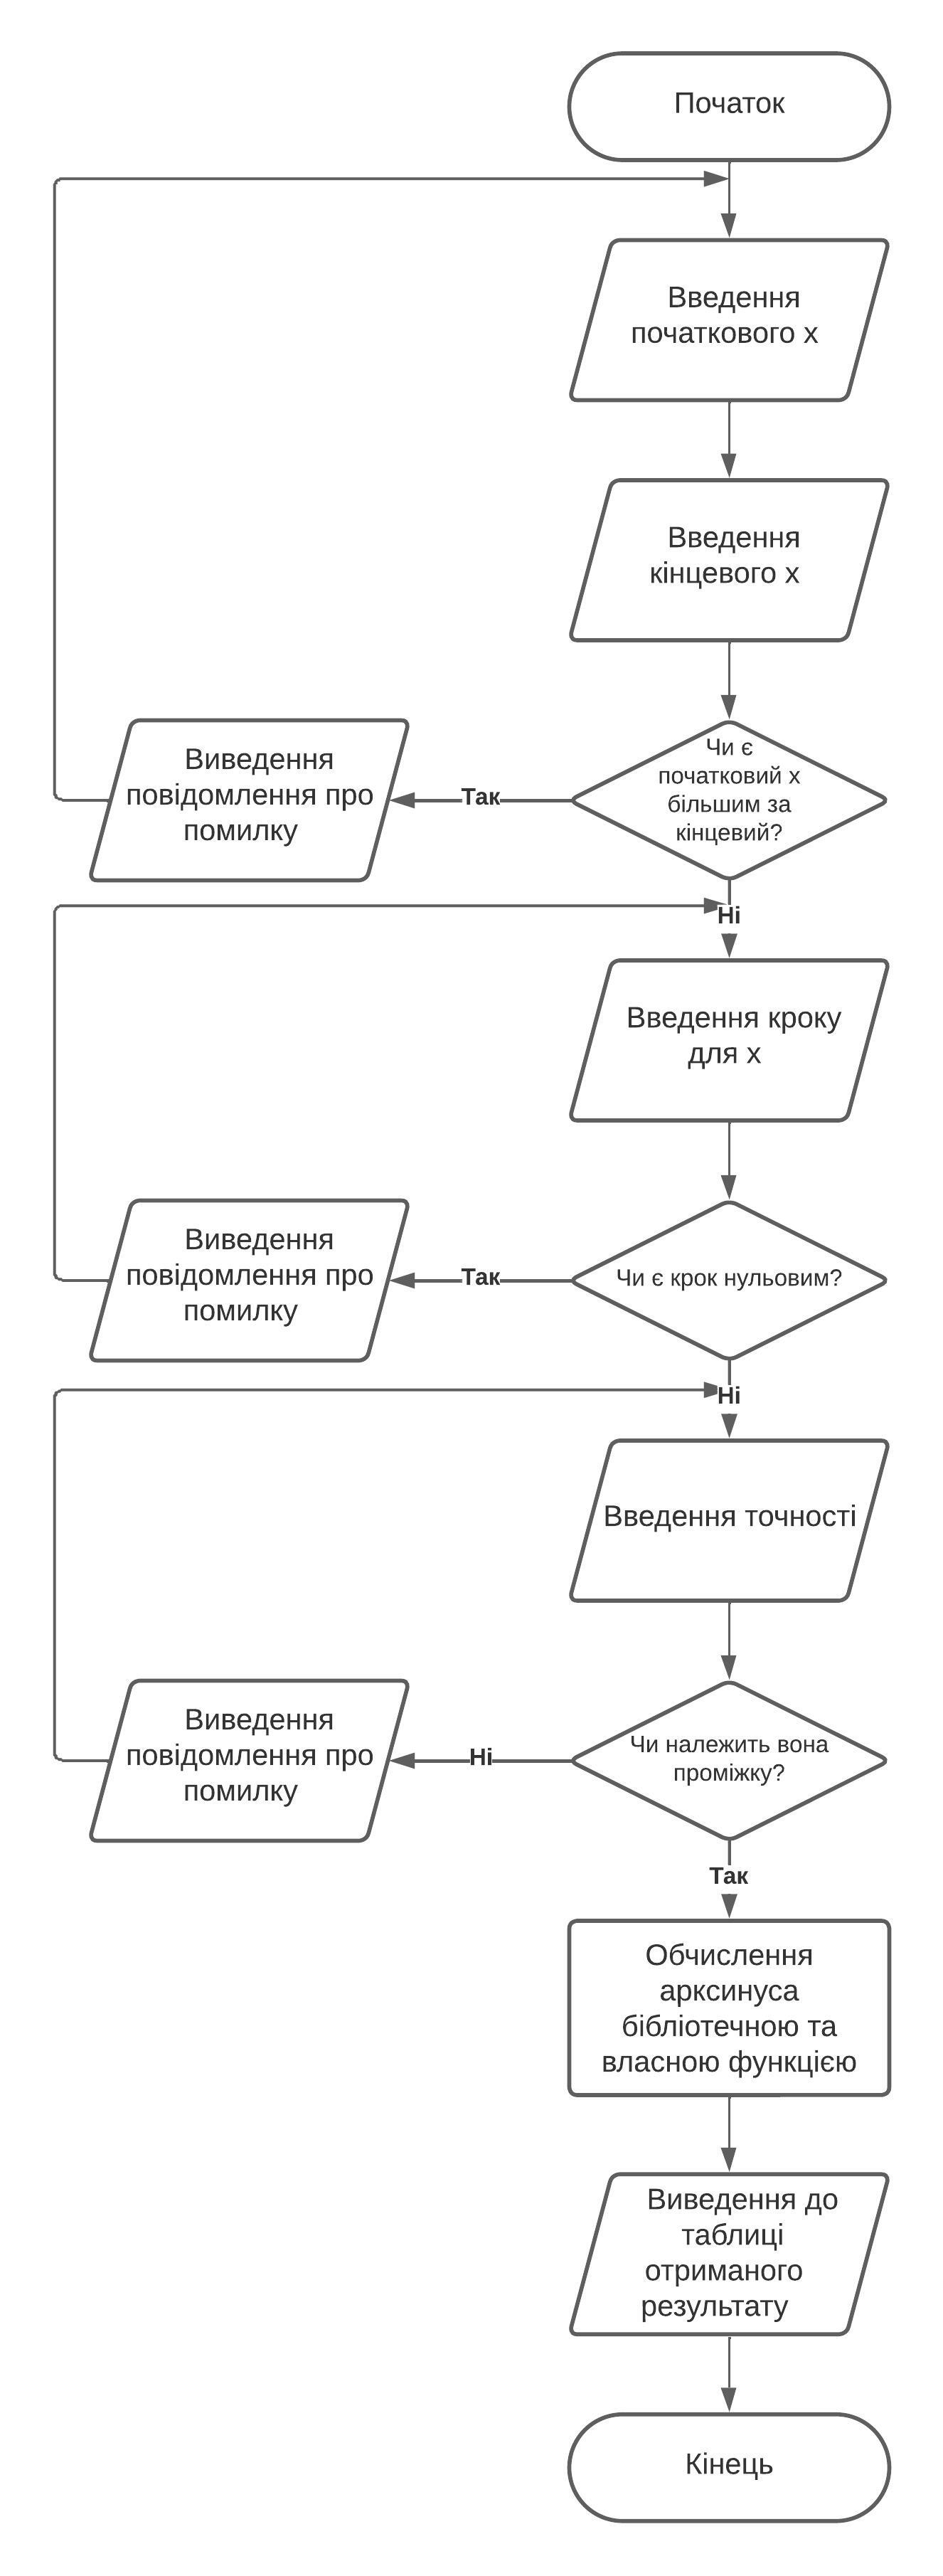 Початок
Введення
початкового x
Введення
кінцевого x
Чи є
початковий x
більшим за
кінцевий?
Так
Виведення
повідомлення про
помилку
Ні
Введення кроку
для x
Чи є крок нульовим?
Так
Виведення
повідомлення про
помилку
Ні
Введення точності
Чи належить вона
проміжку?
Ні
Виведення
повідомлення про
помилку
Так
Обчислення
арксинуса
бібліотечною та
власною функцією
Виведення до
таблиці
отриманого
результату
Кінець